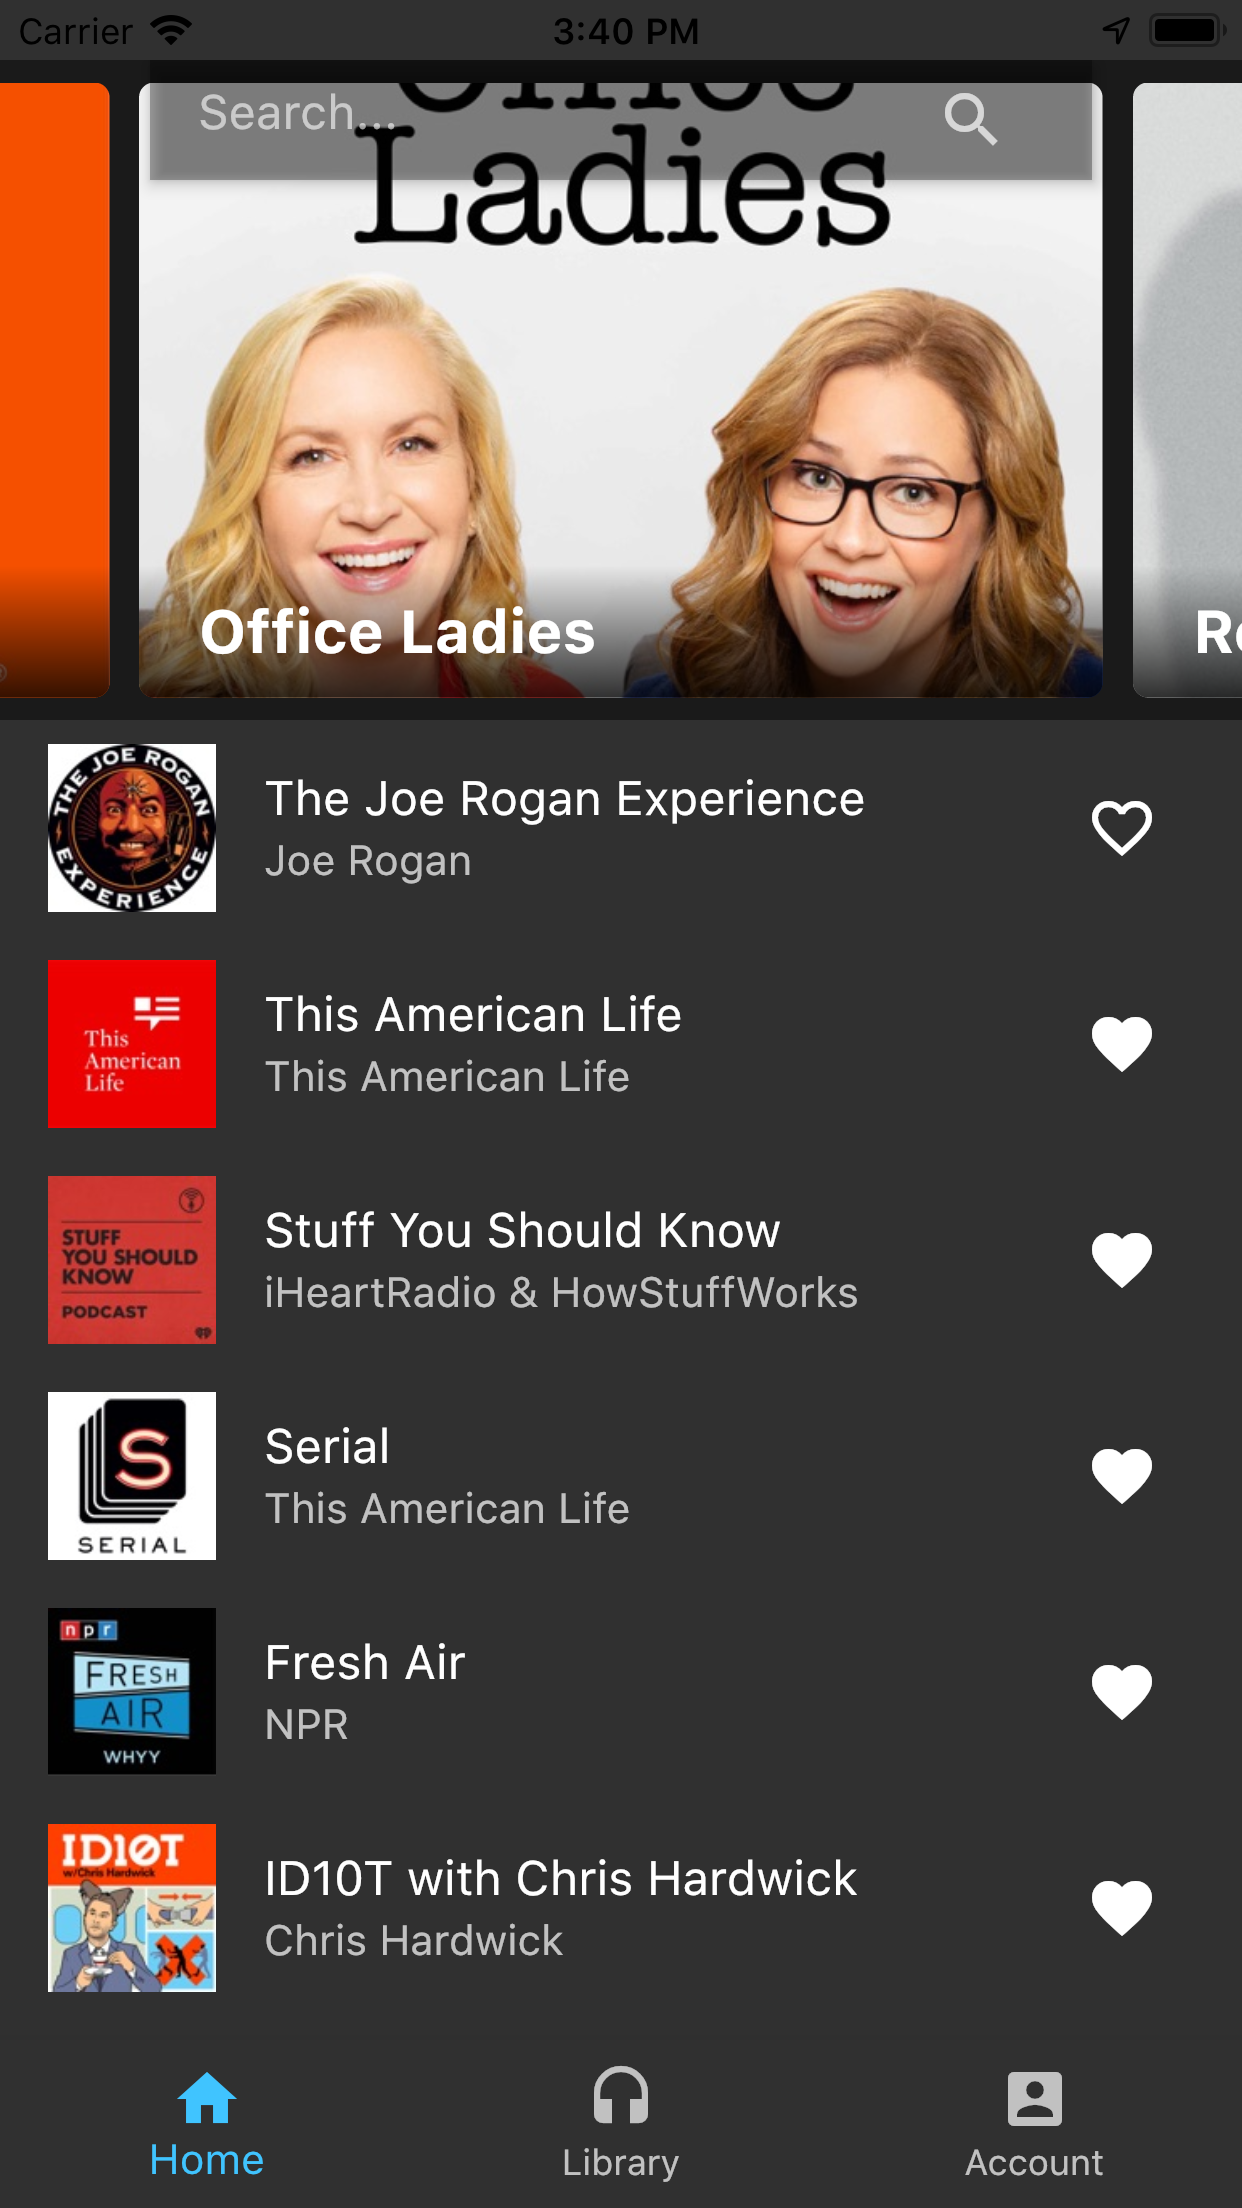 Carrier
3:40 PM
Search...
Office
Ladies
Office Ladies
THE JOE ROGAN
EXPERIENCE
The Joe Rogan Experience
Joe Rogan
This
American
Life
This American Life
This American Life
STUFF
YOU SHOULD
KNOW
PODCAST
Stuff You Should Know
iHeartRadio & HowStuffWorks
S
SERIAL
Serial
This American Life
npr
FRESH
AIR
WHYY
Fresh Air
NPR
ID10T
w/Chris Hardwick
ID10T with Chris Hardwick
Chris Hardwick
Home
Library
Account